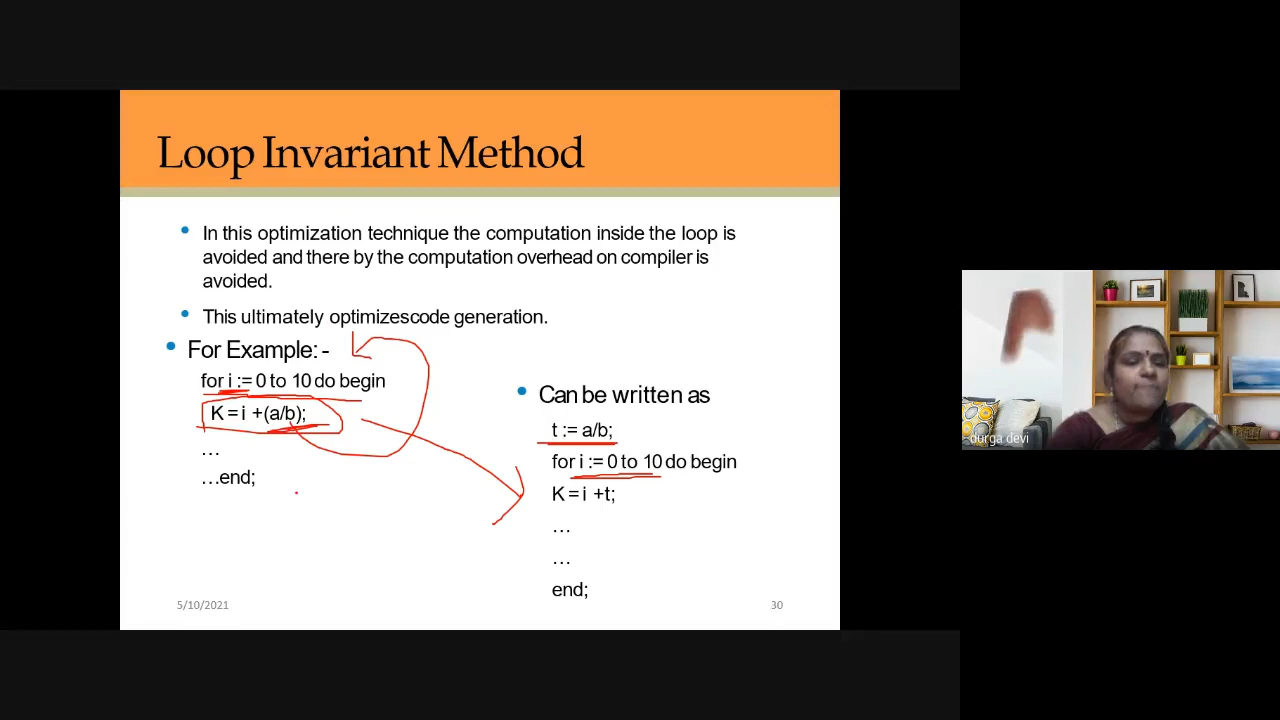 Loop Invariant Method
• In this optimization technique the computation inside the loop is
avoided and there by the computation overhead on compiler is
avoided.
• This ultimately optimizescode generation.
• For Example: -
for i := 0 to 10 do begin
K = i +(a/b);
…
…end;
• Can be written as
t := a/b;
for i := 0 to 10 do begin
K = i +t;
…
…
end;
5/10/2021
30
durga devi